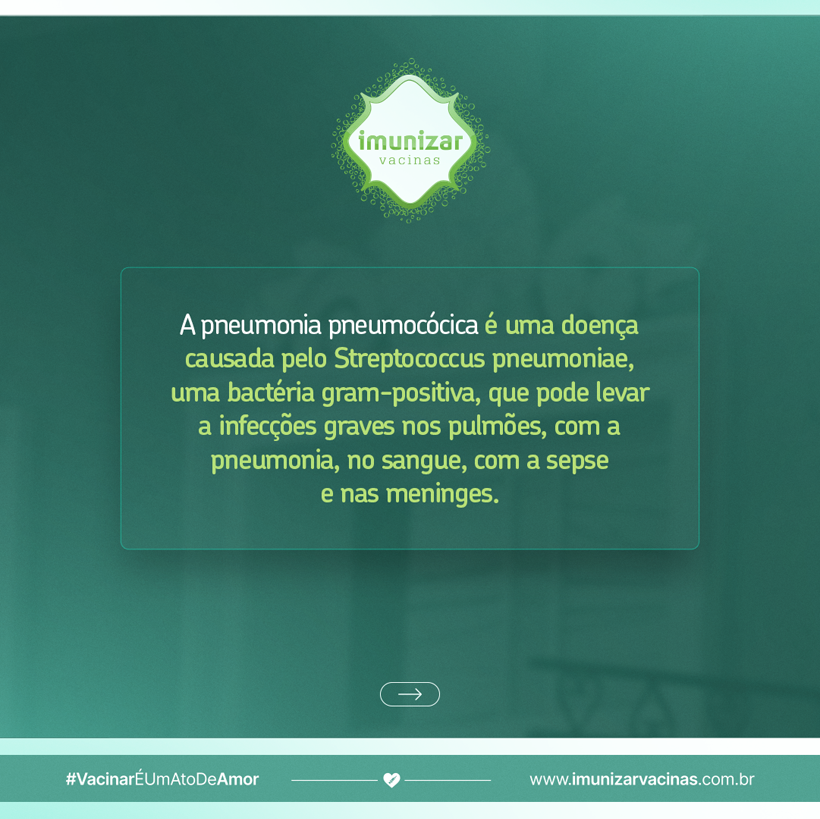 imunizar
vacinas
A pneumonia pneumocócica é uma doença
causada pelo Streptococcus pneumoniae,
uma bactéria gram-positiva, que pode levar
a infecções graves nos pulmões, com a
pneumonia, no sangue, com a sepse
e nas meninges.
#VacinarÉUmAtoDeAmor
www.imunizarvacinas.com.br